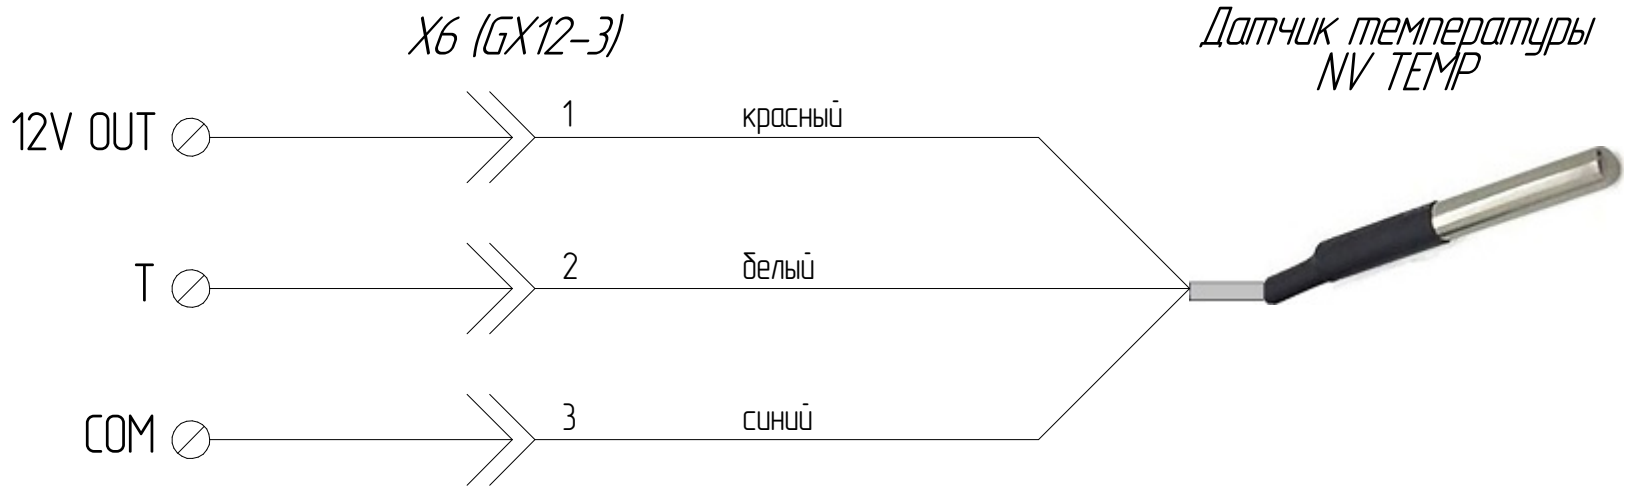 X6 (GX12-3)
Датчик температуры
NV TEMP
12V OUT
1
красный
T
2
белый
COM
3
синий